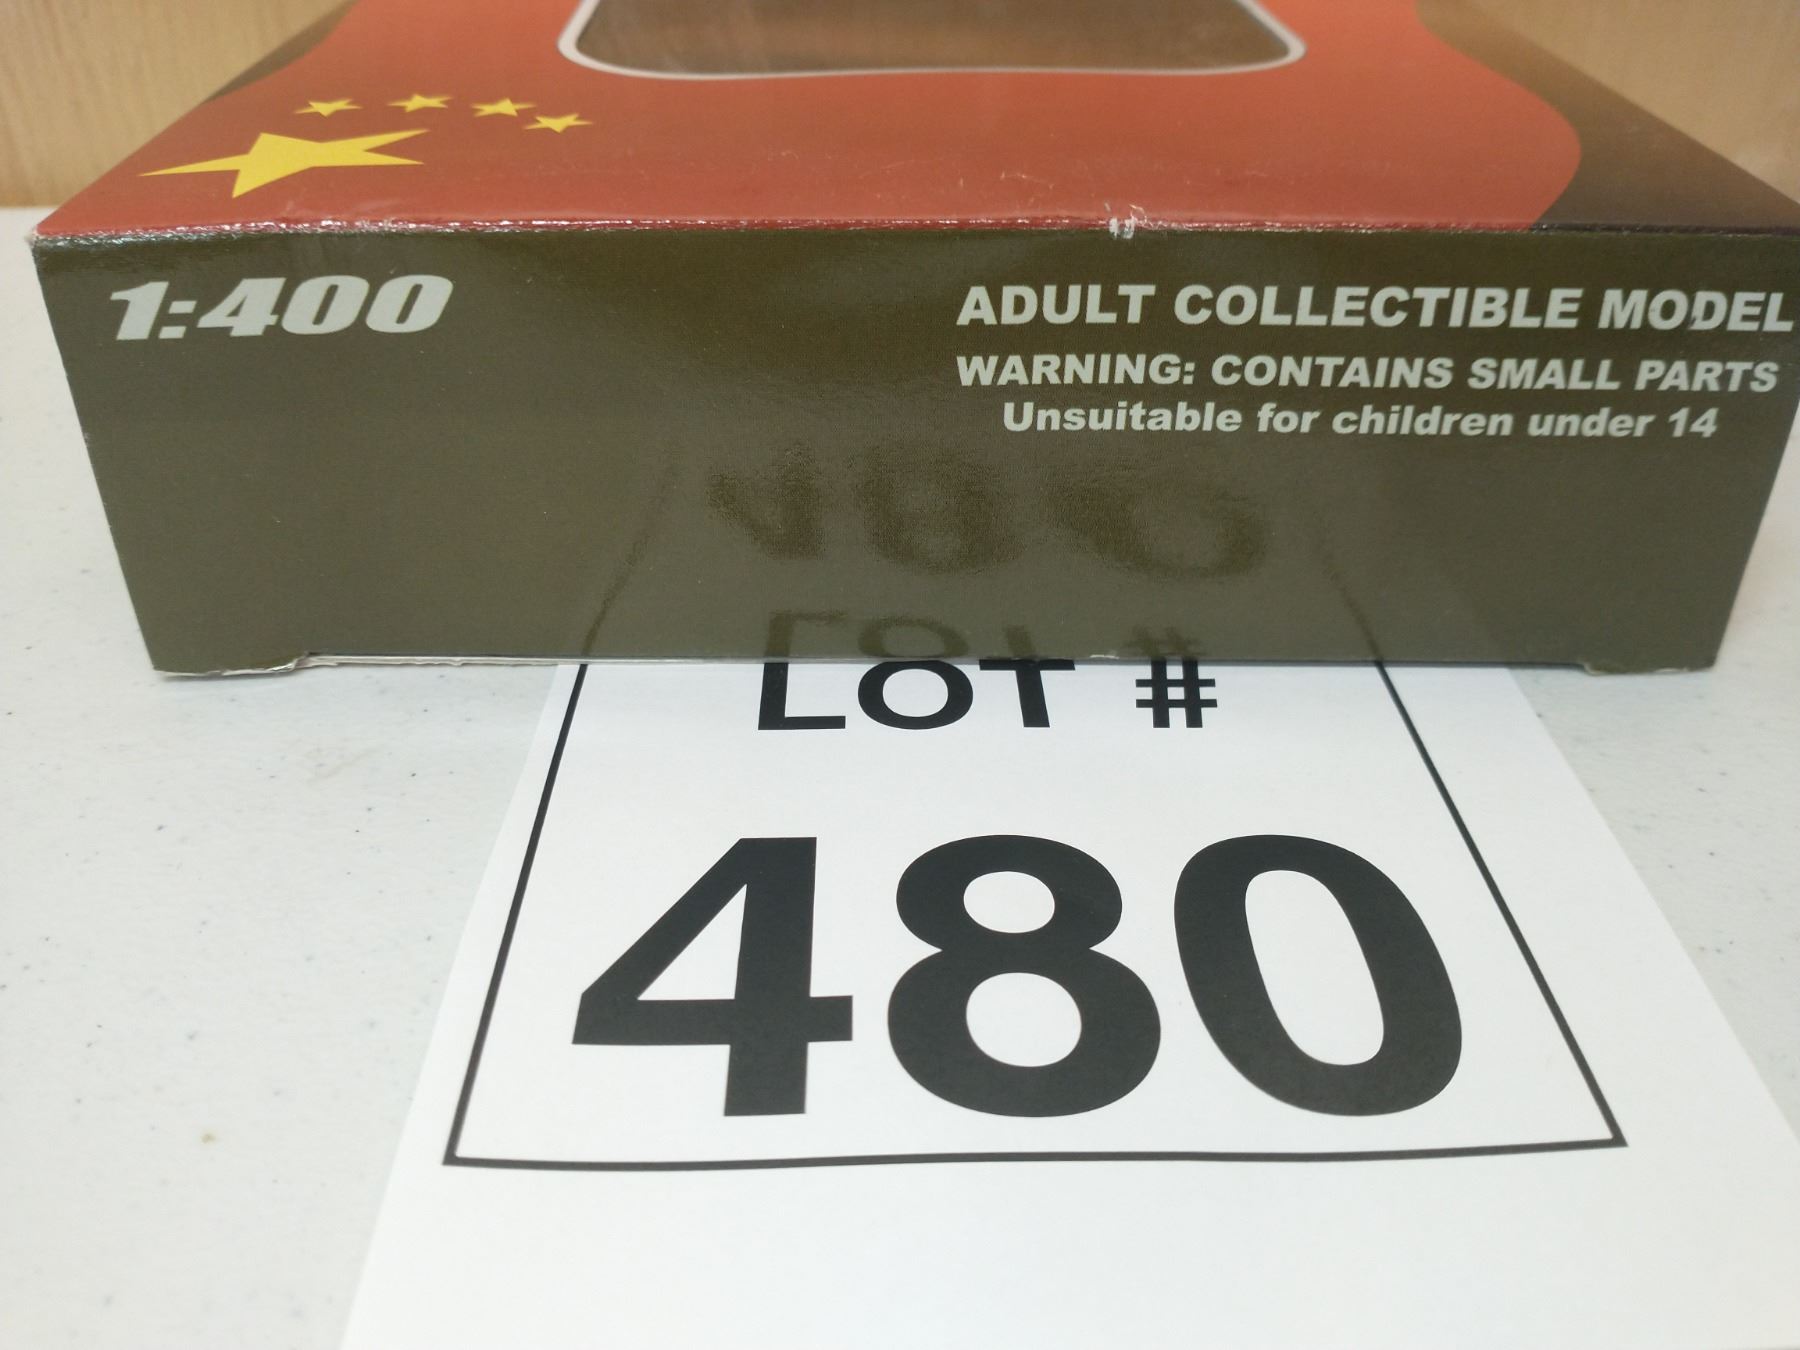 1:400
ADULT COLLECTIBLE MODEL
WARNING: CONTAINS SMALL PARTS
Unsuitable for children under 14
LOT #
480